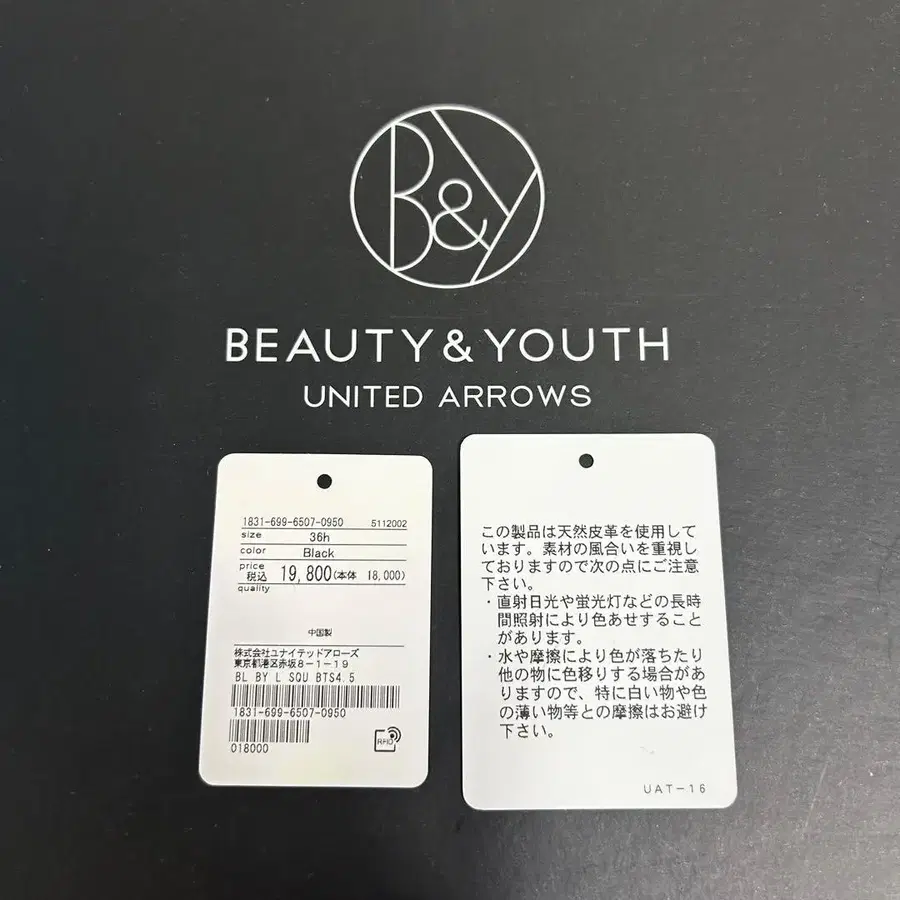 B&Y
BEAUTY & YOUTH
UNITED ARROWS
1831-699-6507-0950 5112002
size 36h
color Black
price 税込 19,800(本体 18,000)
quality
中国製
株式会社ユナイテッドアローズ
東京都港区赤坂8-1-19
BL BY L SQU BTS4.5
1831-699-6507-0950
018000
RFID
この製品は天然皮革を使用して
います。素材の風合いを重視し
ておりますので次の点にご注意
下さい。
・直射日光や蛍光灯などの長時
間照射により色あせすること
があります。
・水や摩擦により色が落ちたり
他の物に色移りする場合があ
りますので、特に白い物や色
の薄い物等との摩擦はお避け
下さい。
UAT-16